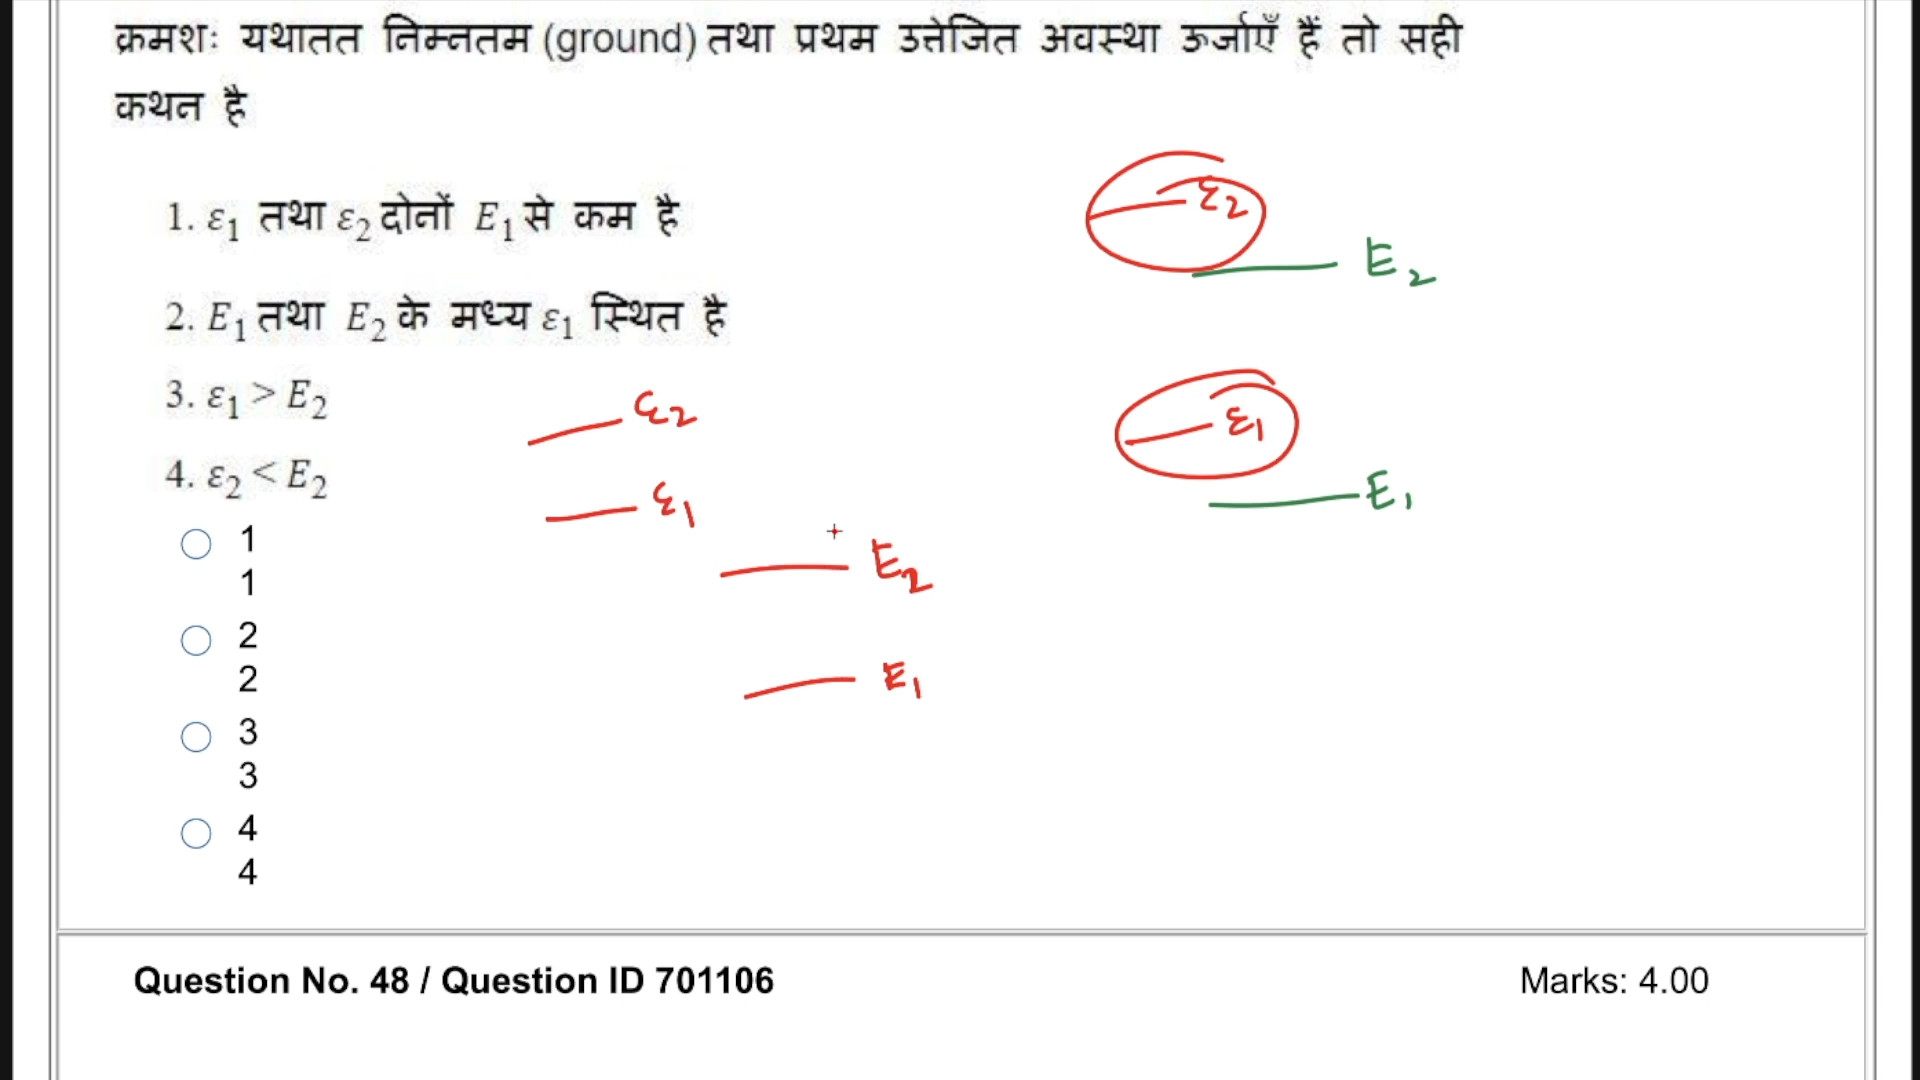 क्रमशः यथातत निम्नतम (ground) तथा प्रथम उत्तेजित अवस्था ऊर्जाएँ हैं तो सही
कथन है
1. ε₁ तथा ε₂ दोनों E₁ से कम है
2. E₁ तथा E₂ के मध्य ε₁ स्थित है
3. ε₁ > E₂
4. ε₂ < E₂
ε₂
E₂
ε₁
E₁
ε₂
ε₁
E₂
E₁
1
1
2
2
3
3
4
4
Question No. 48 / Question ID 701106
Marks: 4.00